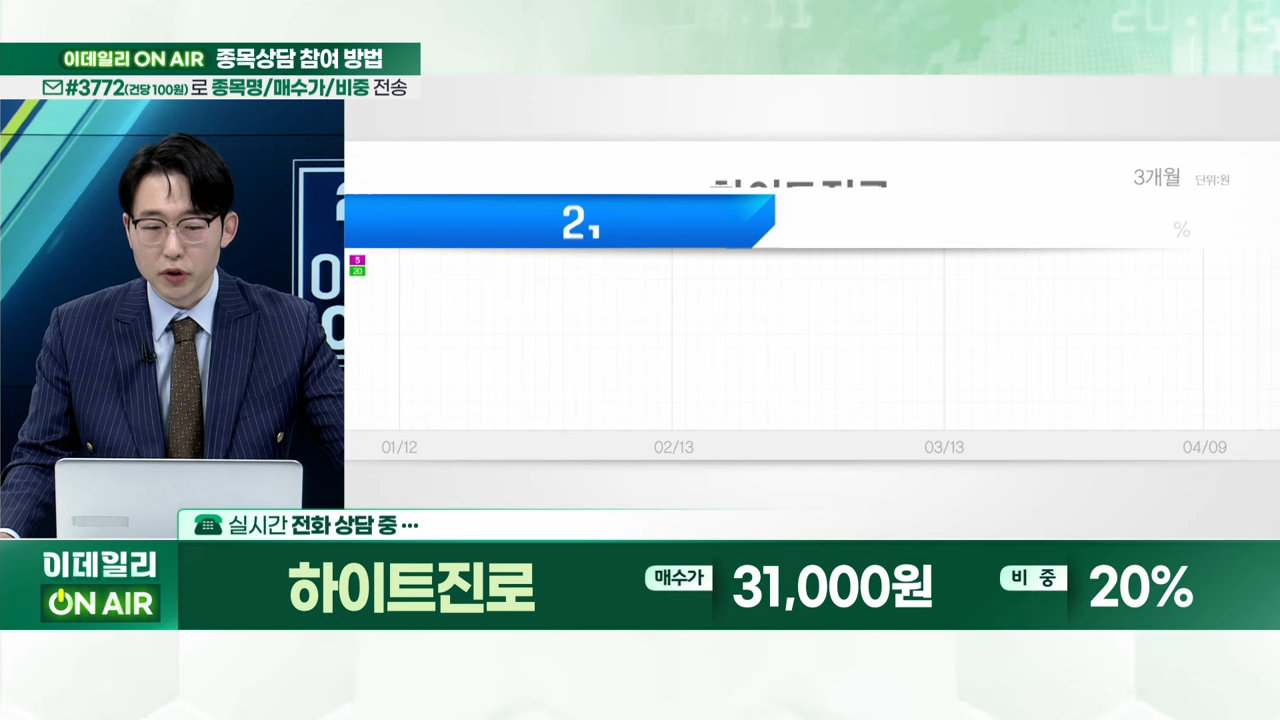 이데일리 ON AIR 종목상담 참여 방법
#3772(건당 100원)로 종목명/매수가/비중 전송
3개월 단위:원
%
5
20
01/12 02/13 03/13 04/09
실시간 전화 상담 중 ···
이데일리
ON AIR
하이트진로 매수가 31,000원 비중 20%